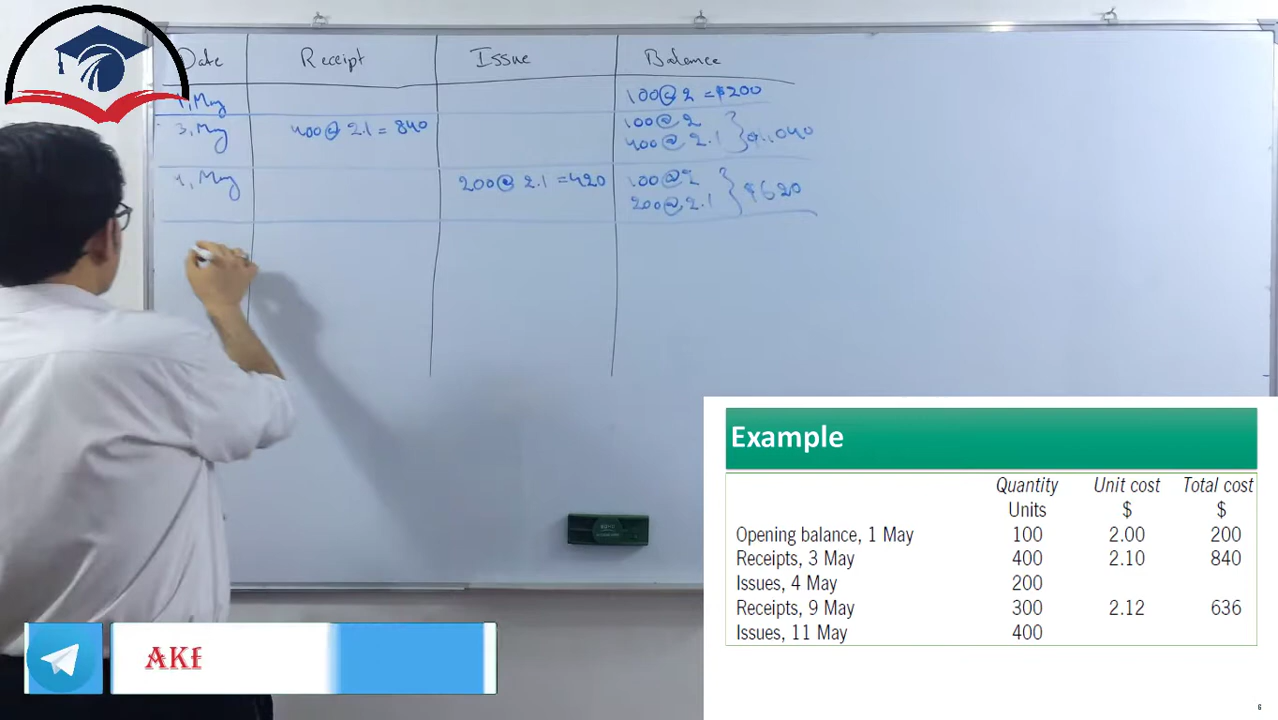 Date Receipt Issue Balance
1, May 100@2 = $200
3, May 400@ 2.1 = 840 100@2
400@ 2.1 } $1.040
4, May 200@ 2.1 = 420 100@2
200@ 2.1 } $620
Example
Quantity Unit cost Total cost
Units $ $
Opening balance, 1 May 100 2.00 200
Receipts, 3 May 400 2.10 840
Issues, 4 May 200
Receipts, 9 May 300 2.12 636
Issues, 11 May 400
AKE
6